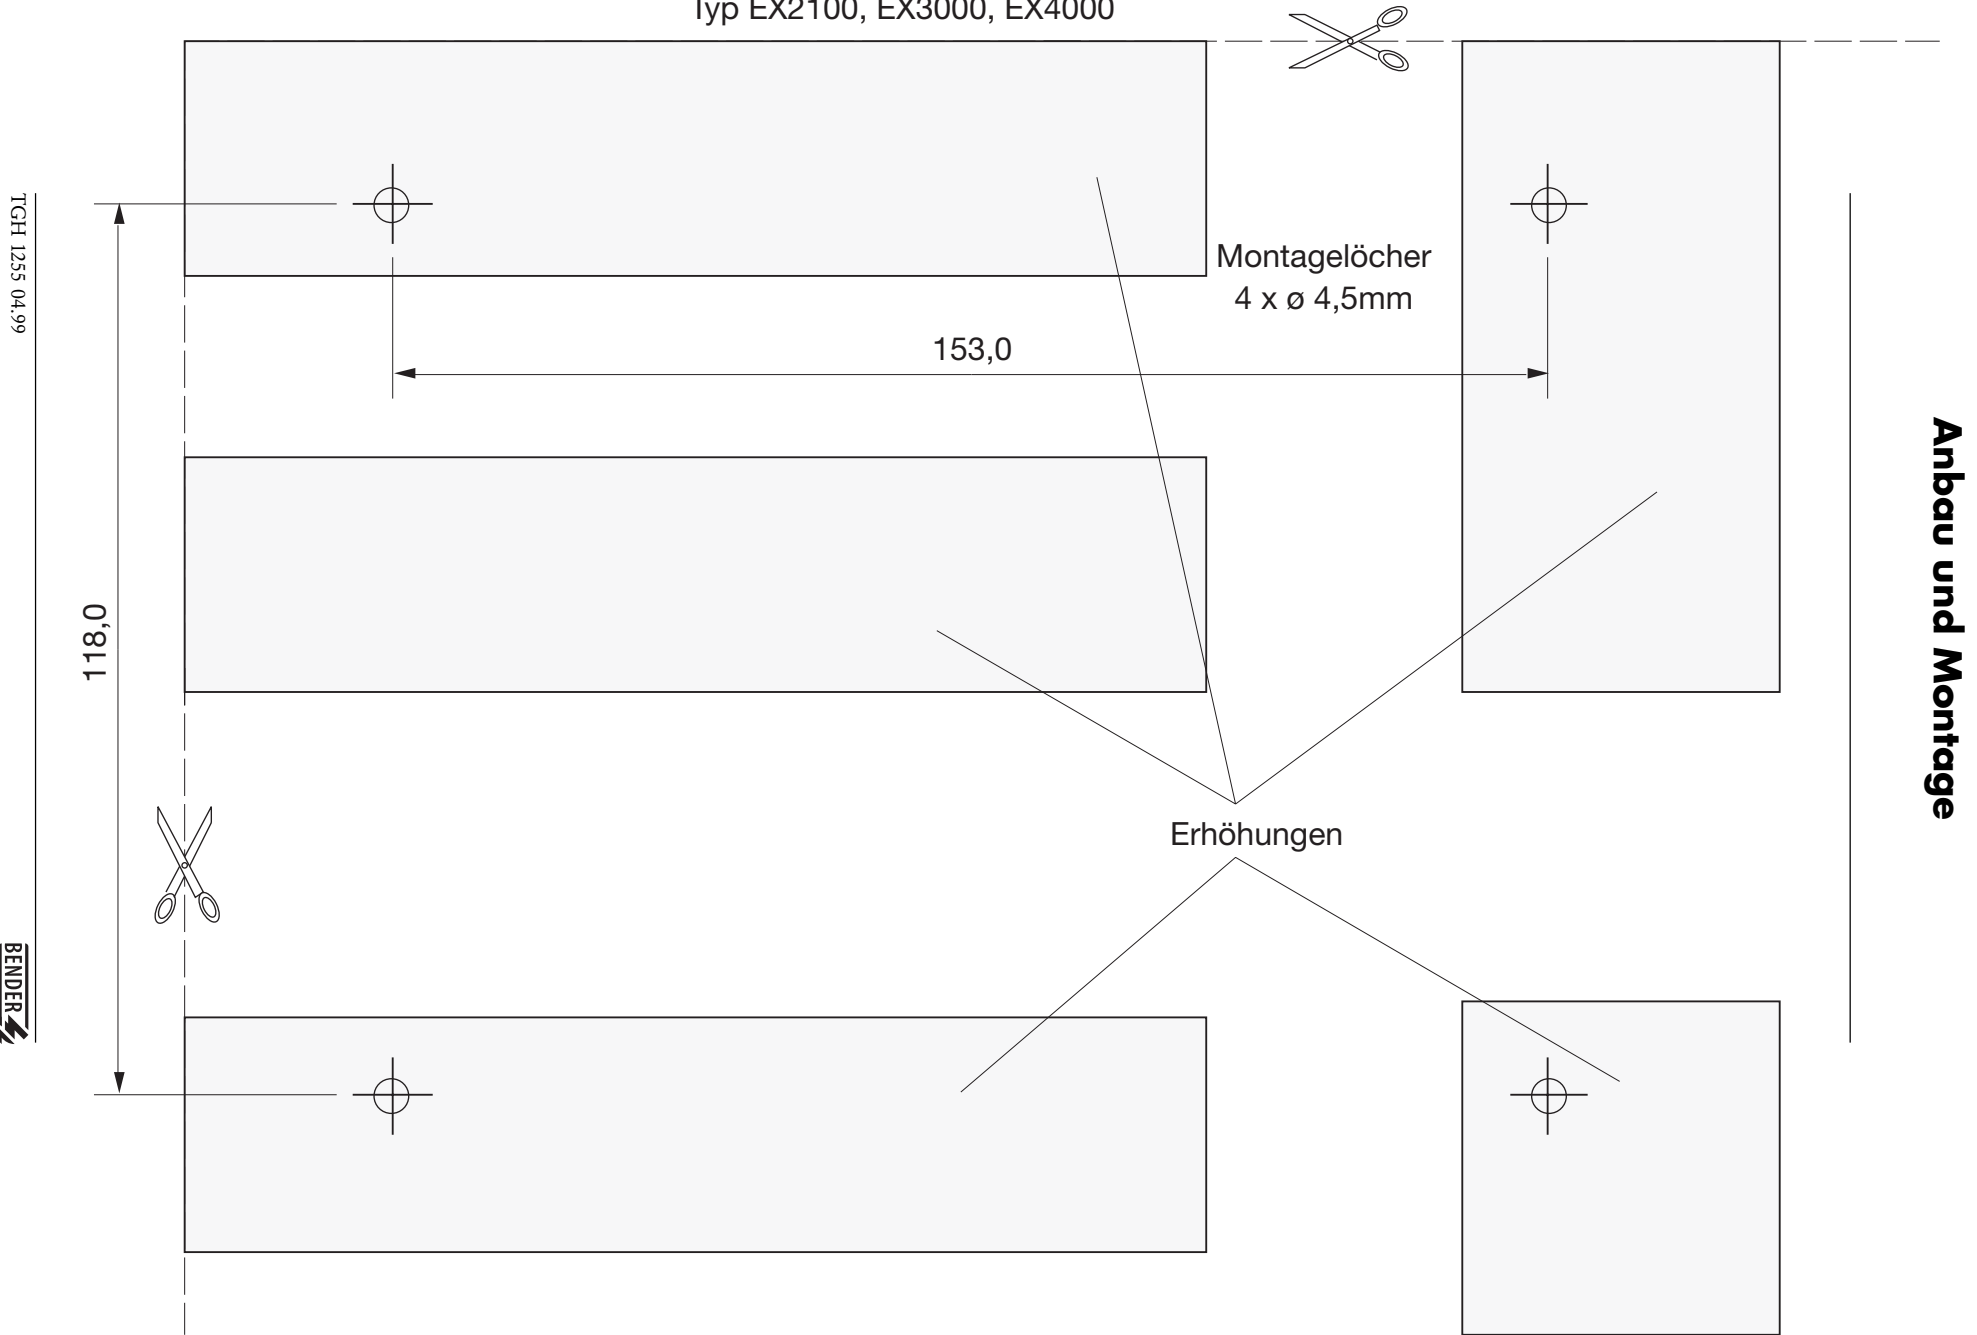 Typ EX2100, EX3000, EX4000
Montagelöcher
4 x ø 4,5mm
153,0
118,0
Erhöhungen
Anbau und Montage
TGH 1255 04.99
BENDER